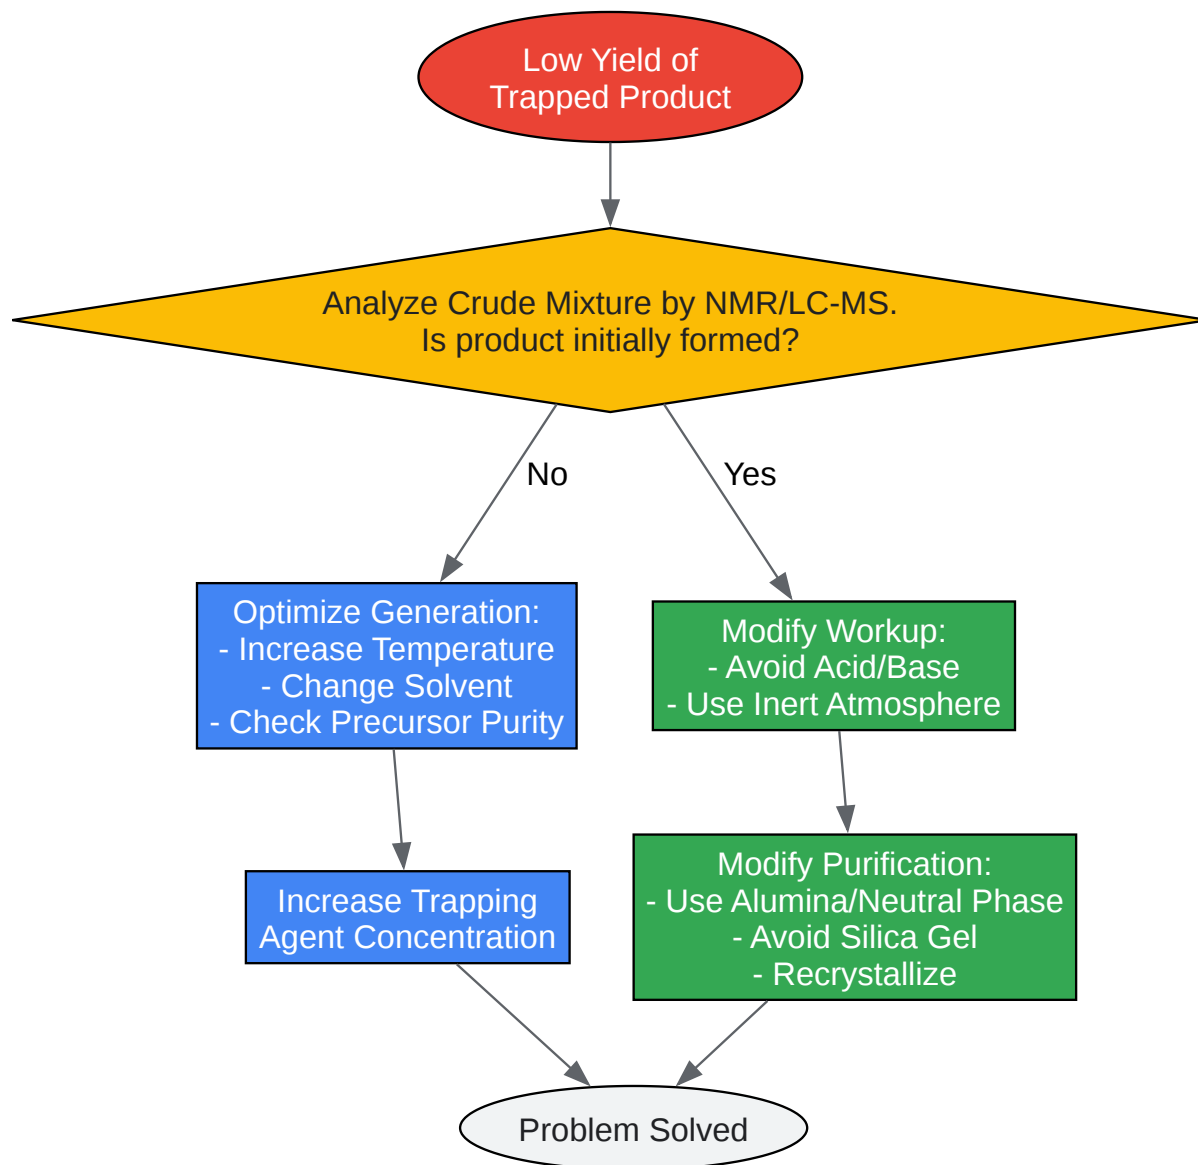 Low Yield of
Trapped Product
Analyze Crude Mixture by NMR/LC-MS.
Is product initially formed?
No
Yes
Optimize Generation:
- Increase Temperature
- Change Solvent
- Check Precursor Purity
Modify Workup:
- Avoid Acid/Base
- Use Inert Atmosphere
Increase Trapping
Agent Concentration
Modify Purification:
- Use Alumina/Neutral Phase
- Avoid Silica Gel
- Recrystallize
Problem Solved